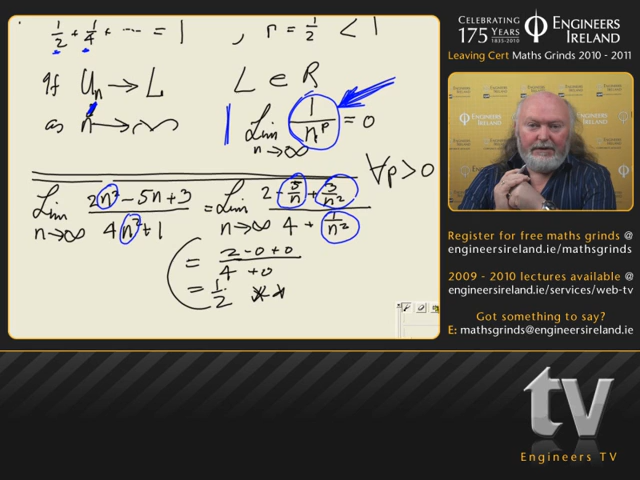 1/2 + 1/4 + ---- = 1 , r = 1/2 < 1
If Un → L L ∈ R
as n → ∞ Lim n→∞ 1/n^p = 0
∀p > 0
Lim n→∞ (2n² - 5n + 3)/(4n² + 1) = Lim n→∞ (2 - 5/n + 3/n²)/(4 + 1/n²)
= (2 - 0 + 0)/(4 + 0)
= 1/2 **
CELEBRATING
175 YEARS
1835-2010
ENGINEERS
IRELAND
Leaving Cert Maths Grinds 2010 - 2011
ENGINEERS
IRELAND
Register for free maths grinds @
engineersireland.ie/mathsgrinds
2009 - 2010 lectures available @
engineersireland.ie/services/web-tv
Got something to say?
E: mathsgrinds@engineersireland.ie
tv
Engineers TV